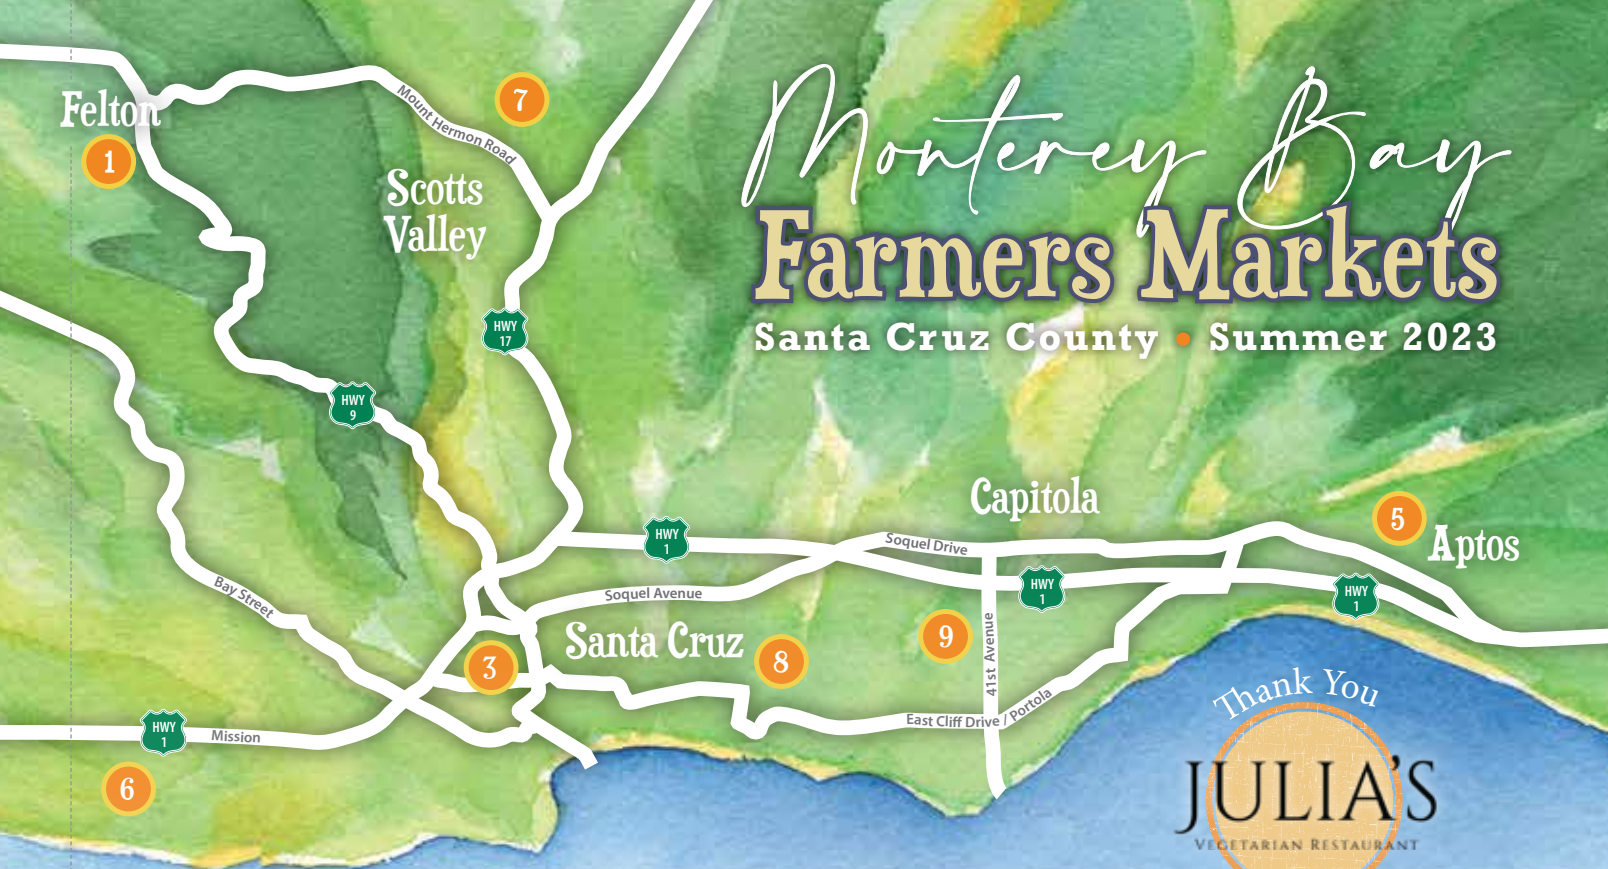 Monterey Bay
Farmers Markets
Santa Cruz County • Summer 2023
Felton
1
Mount Hermon Road
7
Scotts
Valley
HWY
17
HWY
9
Capitola
5
Aptos
HWY
1
Soquel Drive
HWY
1
HWY
1
Bay Street
Soquel Avenue
Santa Cruz
3
8
9
41st Avenue
East Cliff Drive / Portola
HWY
1
Mission
6
Thank You
JULIA'S
VEGETARIAN RESTAURANT